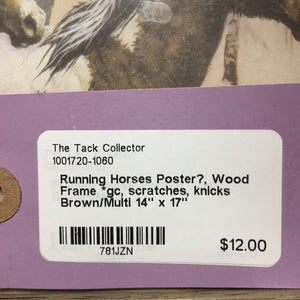 The Tack Collector
1001720-1060
Running Horses Poster?, Wood
Frame *gc, scratches, knicks
Brown/Multi 14" x 17"
$12.00
781JZN